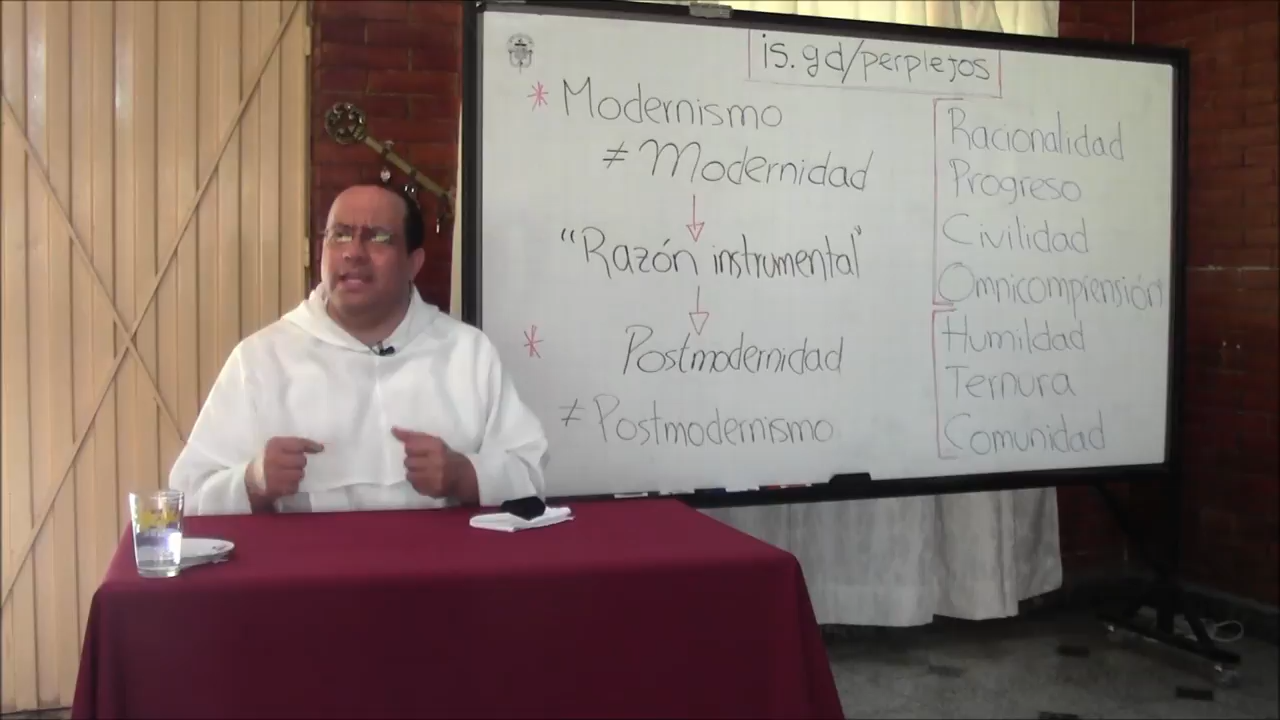 is.gd/perplejos
* Modernismo
≠ Modernidad
"Razón instrumental"
* Postmodernidad
≠ Postmodernismo
Racionalidad
Progreso
Civilidad
Omnicomprensión
Humildad
Ternura
Comunidad